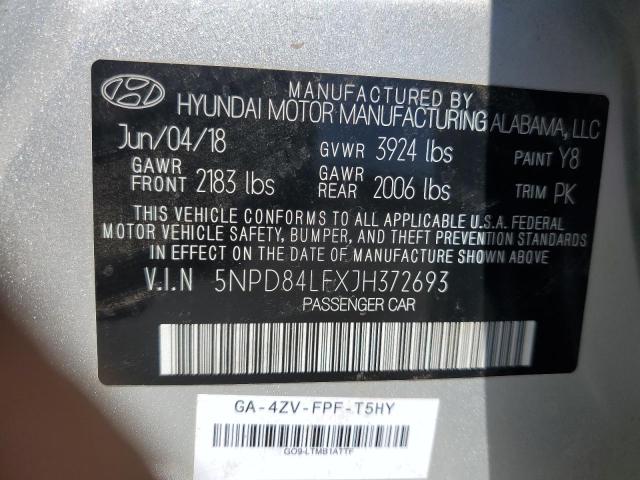 MANUFACTURED BY
HYUNDAI MOTOR MANUFACTURING ALABAMA, LLC
Jun/04/18 GVWR 3924 lbs PAINT Y8
GAWR FRONT 2183 lbs GAWR REAR 2006 lbs TRIM PK
THIS VEHICLE CONFORMS TO ALL APPLICABLE U.S.A. FEDERAL
MOTOR VEHICLE SAFETY, BUMPER, AND THEFT PREVENTION STANDARDS
IN EFFECT ON THE DATE OF MANUFACTURE SHOWN ABOVE
V.I.N 5NPD84LFXJH372693
PASSENGER CAR
GA-4ZV-FPF-T5HY
GO9-LTMB1ATTF